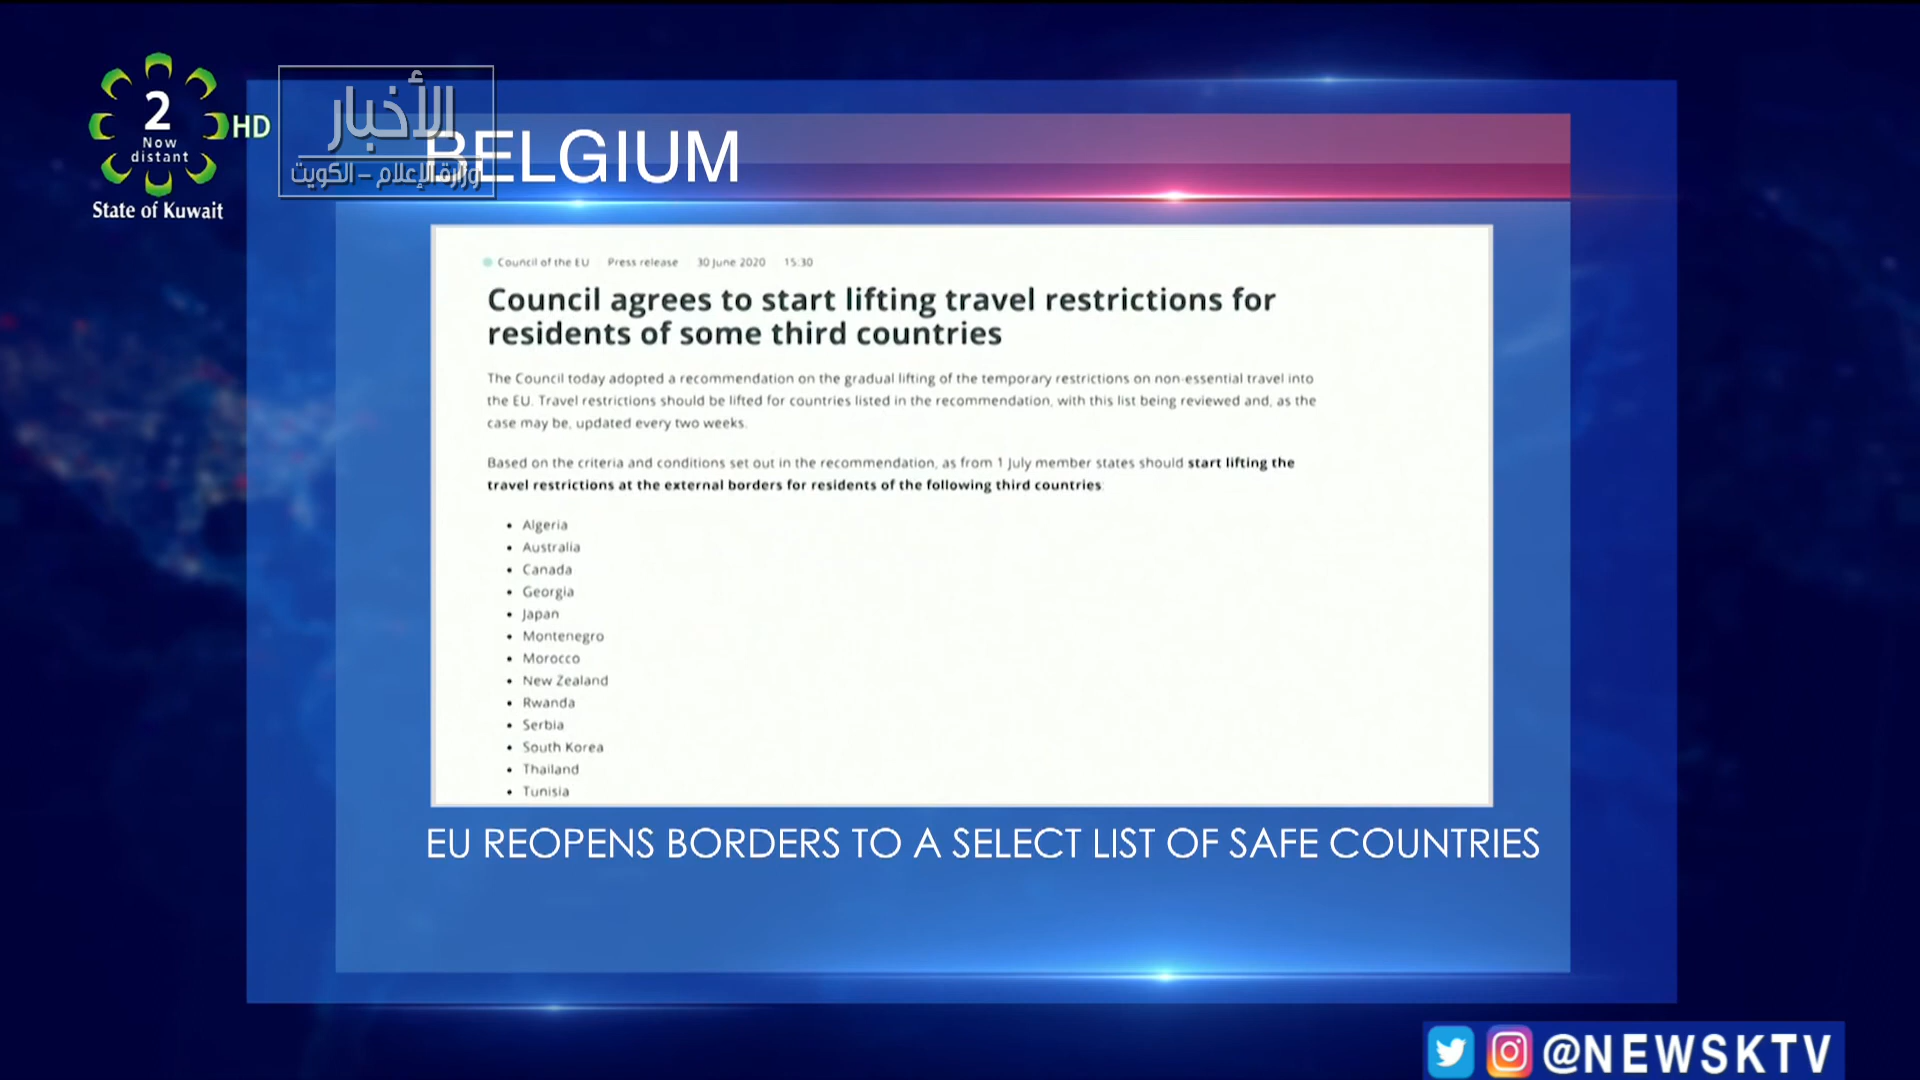 2
Now
distant
HD
State of Kuwait
الأخبار
وزارة الإعلام – الكويت
BELGIUM
Council of the EU Press release 30 June 2020 15:30
Council agrees to start lifting travel restrictions for
residents of some third countries
The Council today adopted a recommendation on the gradual lifting of the temporary restrictions on non-essential travel into
the EU. Travel restrictions should be lifted for countries listed in the recommendation, with this list being reviewed and, as the
case may be, updated every two weeks.
Based on the criteria and conditions set out in the recommendation, as from 1 July member states should start lifting the
travel restrictions at the external borders for residents of the following third countries
• Algeria
• Australia
• Canada
• Georgia
• Japan
• Montenegro
• Morocco
• New Zealand
• Rwanda
• Serbia
• South Korea
• Thailand
• Tunisia
EU REOPENS BORDERS TO A SELECT LIST OF SAFE COUNTRIES
@NEWSKTV